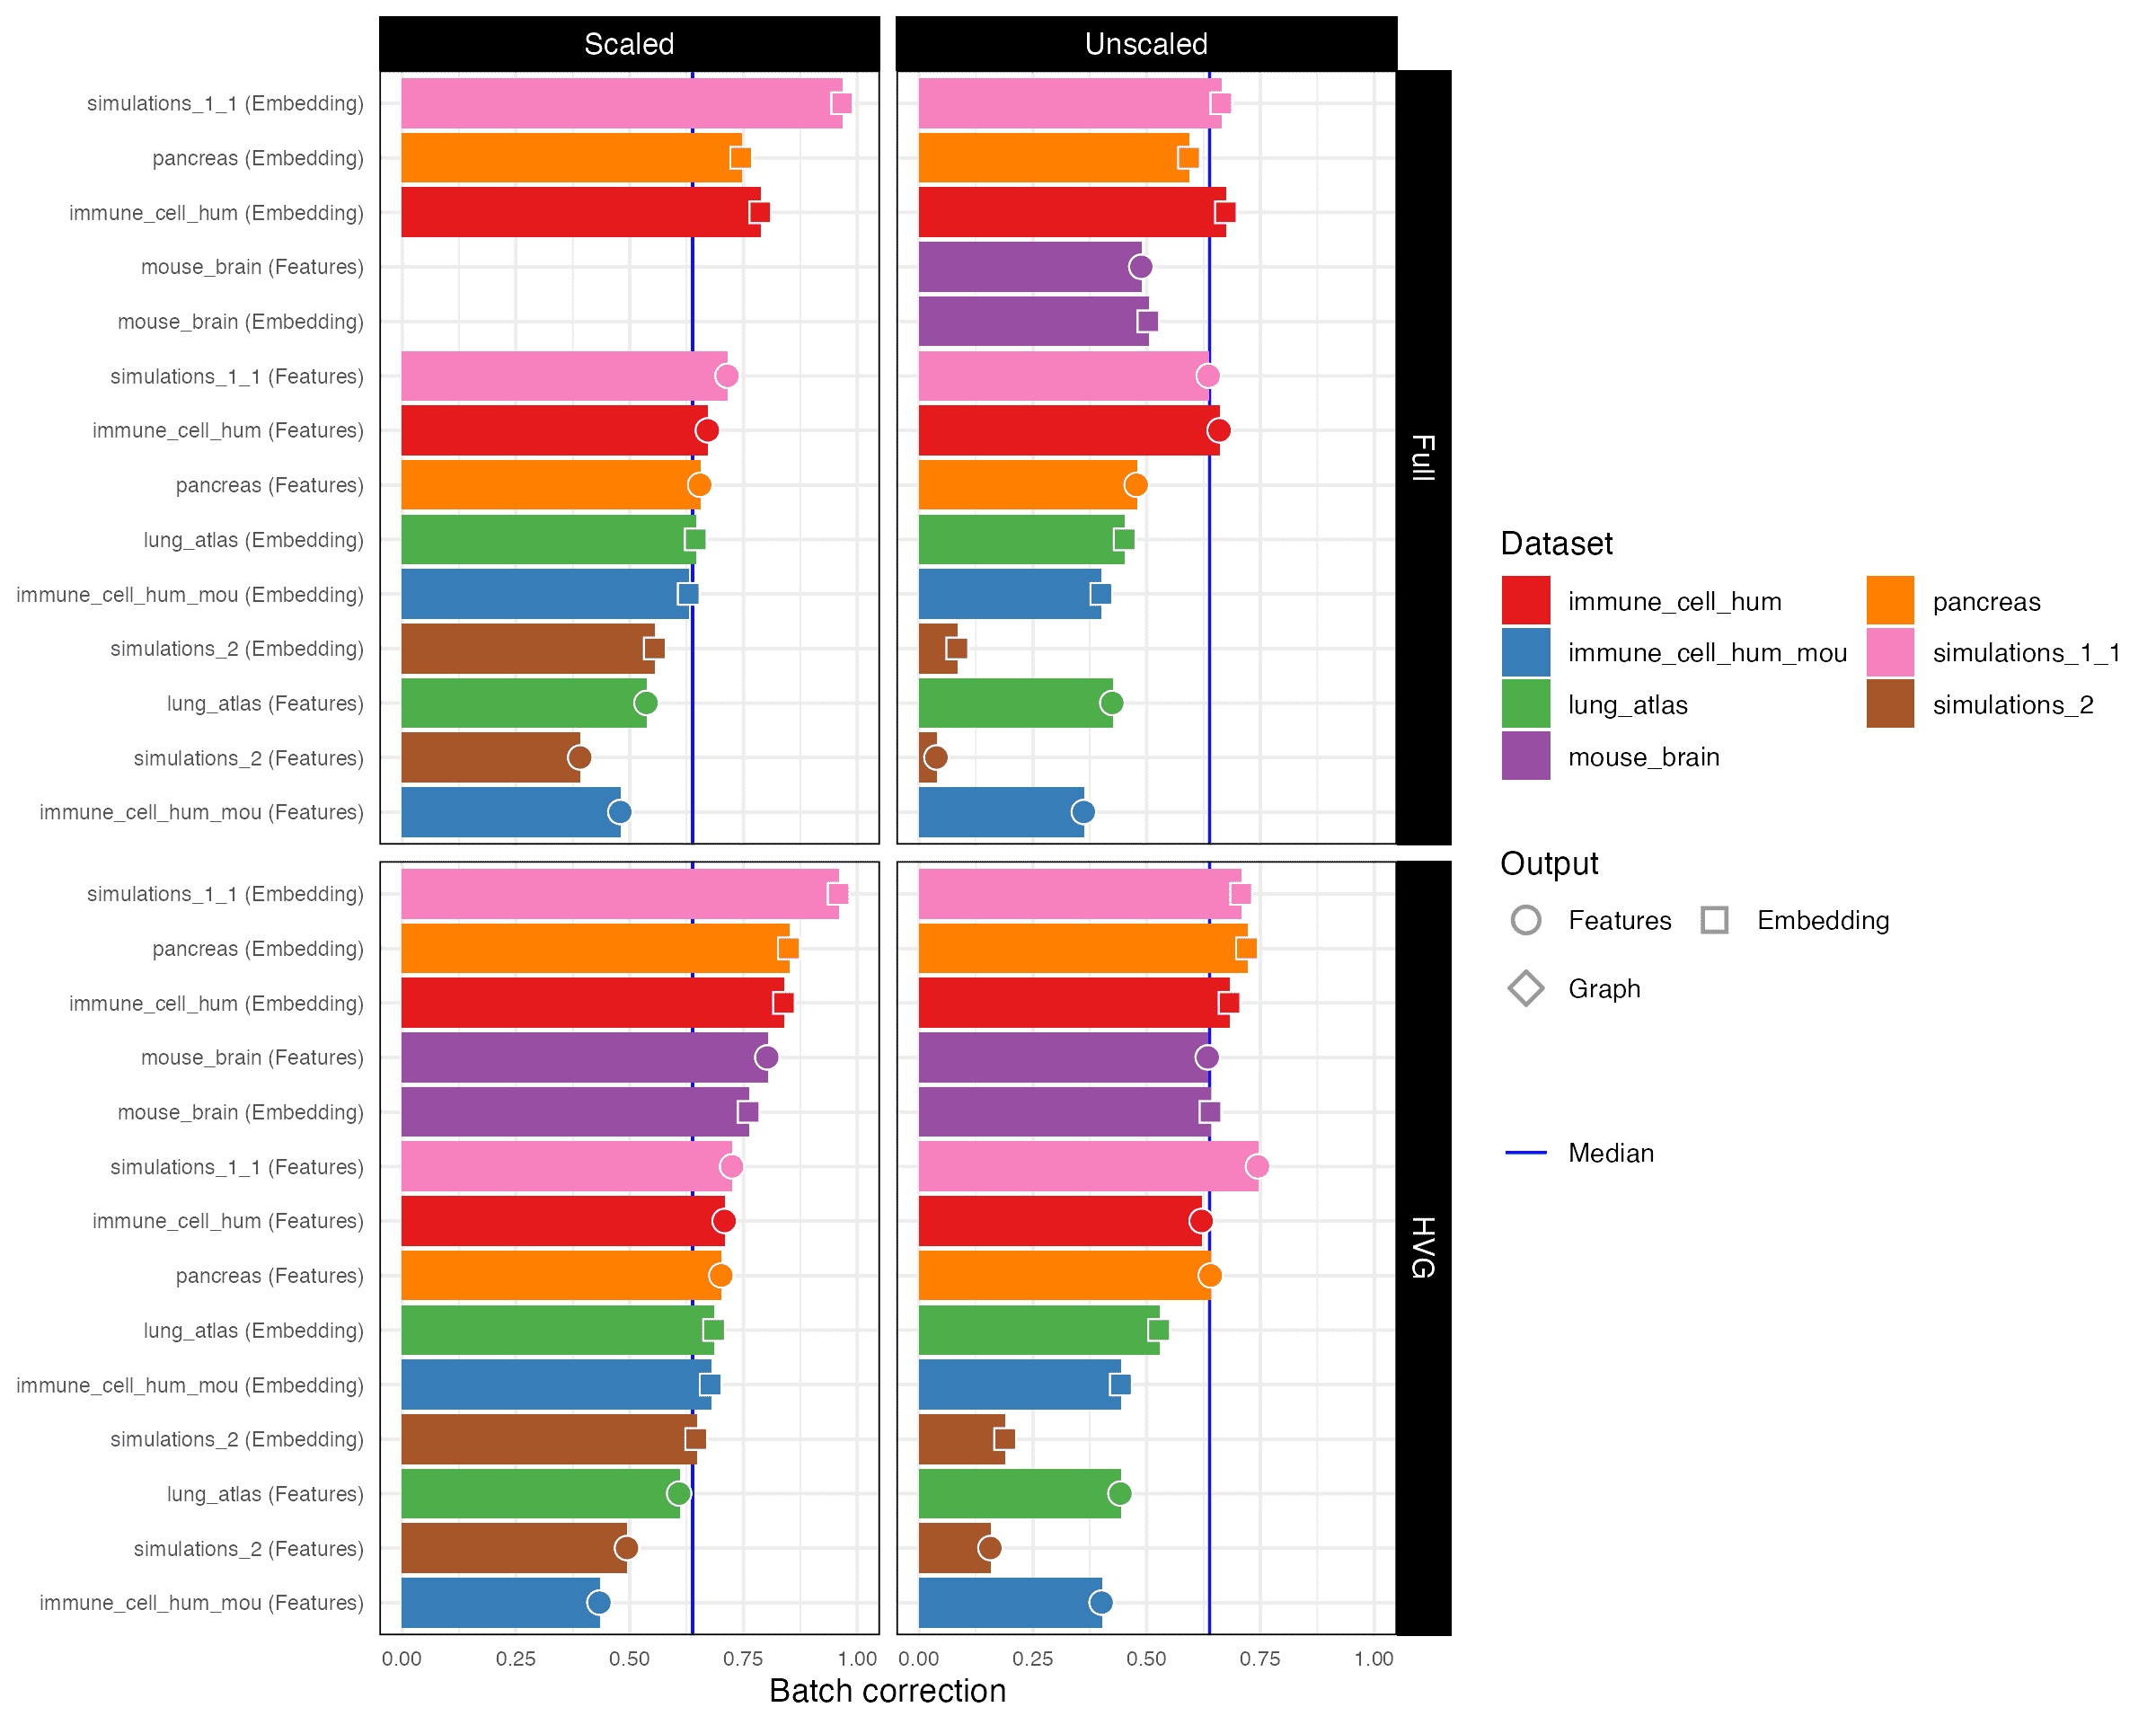 Scaled
Unscaled
simulations_1_1 (Embedding)
pancreas (Embedding)
immune_cell_hum (Embedding)
mouse_brain (Features)
mouse_brain (Embedding)
simulations_1_1 (Features)
immune_cell_hum (Features)
pancreas (Features)
lung_atlas (Embedding)
immune_cell_hum_mou (Embedding)
simulations_2 (Embedding)
lung_atlas (Features)
simulations_2 (Features)
immune_cell_hum_mou (Features)
Full
simulations_1_1 (Embedding)
pancreas (Embedding)
immune_cell_hum (Embedding)
mouse_brain (Features)
mouse_brain (Embedding)
simulations_1_1 (Features)
immune_cell_hum (Features)
pancreas (Features)
lung_atlas (Embedding)
immune_cell_hum_mou (Embedding)
simulations_2 (Embedding)
lung_atlas (Features)
simulations_2 (Features)
immune_cell_hum_mou (Features)
HVG
0.00 0.25 0.50 0.75 1.00
0.00 0.25 0.50 0.75 1.00
Batch correction
Dataset
immune_cell_hum
immune_cell_hum_mou
lung_atlas
mouse_brain
pancreas
simulations_1_1
simulations_2
Output
Features
Embedding
Graph
Median